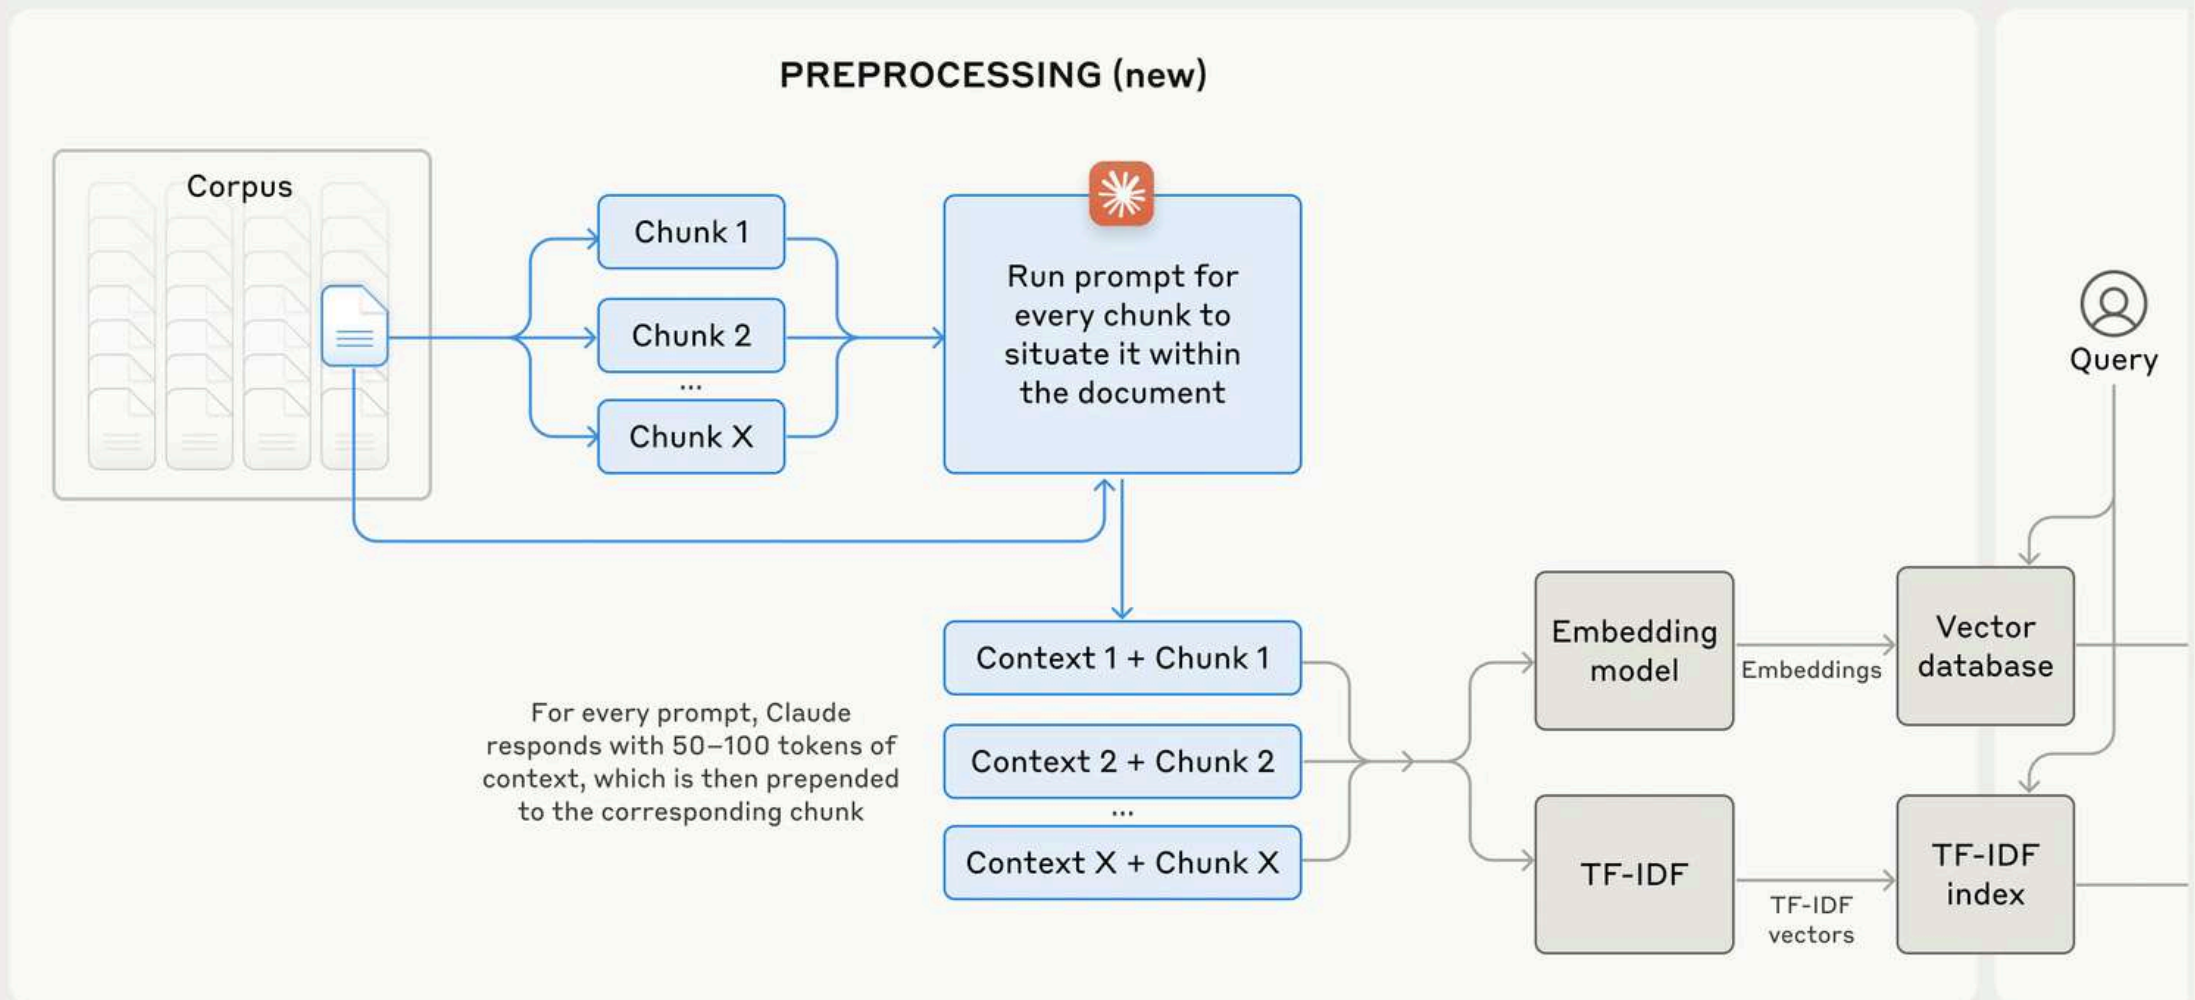 PREPROCESSING (new)
Corpus
Chunk 1
Chunk 2
...
Chunk X
Run prompt for
every chunk to
situate it within
the document
Query
For every prompt, Claude
responds with 50–100 tokens of
context, which is then prepended
to the corresponding chunk
Context 1 + Chunk 1
Context 2 + Chunk 2
...
Context X + Chunk X
Embedding
model
Embeddings
Vector
database
TF-IDF
TF-IDF
vectors
TF-IDF
index